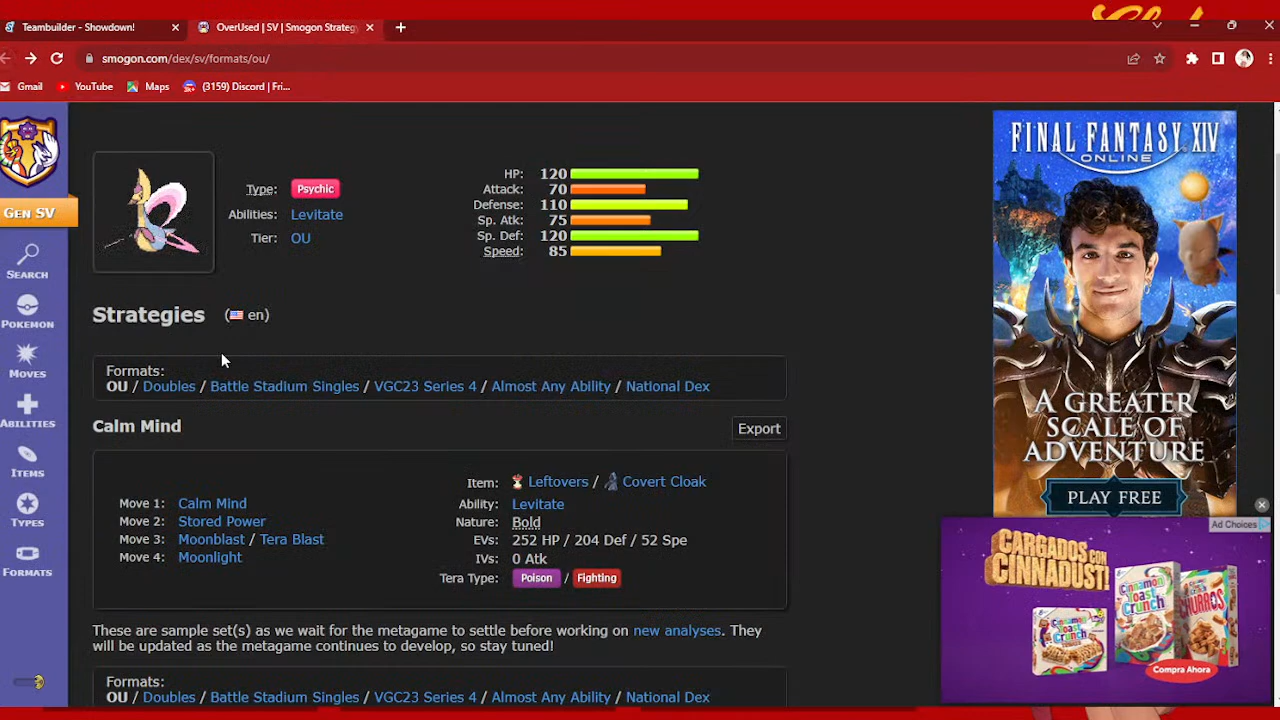 Teambuilder - Showdown!
OverUsed | SV | Smogon Strateg
smogon.com/dex/sv/formats/ou/
Gmail
YouTube
Maps
(3159) Discord | Fri...
GEN SV
SEARCH
POKEMON
MOVES
ABILITIES
ITEMS
TYPES
FORMATS
Type: Psychic
Abilities: Levitate
Tier: OU
HP: 120
Attack: 70
Defense: 110
Sp. Atk: 75
Sp. Def: 120
Speed: 85
Strategies (en)
Formats:
OU / Doubles / Battle Stadium Singles / VGC23 Series 4 / Almost Any Ability / National Dex
Calm Mind
Export
Move 1: Calm Mind
Move 2: Stored Power
Move 3: Moonblast / Tera Blast
Move 4: Moonlight
Item: Leftovers / Covert Cloak
Ability: Levitate
Nature: Bold
EVs: 252 HP / 204 Def / 52 Spe
IVs: 0 Atk
Tera Type: Poison / Fighting
These are sample set(s) as we wait for the metagame to settle before working on new analyses. They
will be updated as the metagame continues to develop, so stay tuned!
Formats:
OU / Doubles / Battle Stadium Singles / VGC23 Series 4 / Almost Any Ability / National Dex
FINAL FANTASY XIV
ONLINE
A GREATER
SCALE OF
ADVENTURE
PLAY FREE
Ad Choices
CARGADOS CON
CINNADUST!
Cinnamon
Toast
Crunch
CHURROS
Compra Ahora